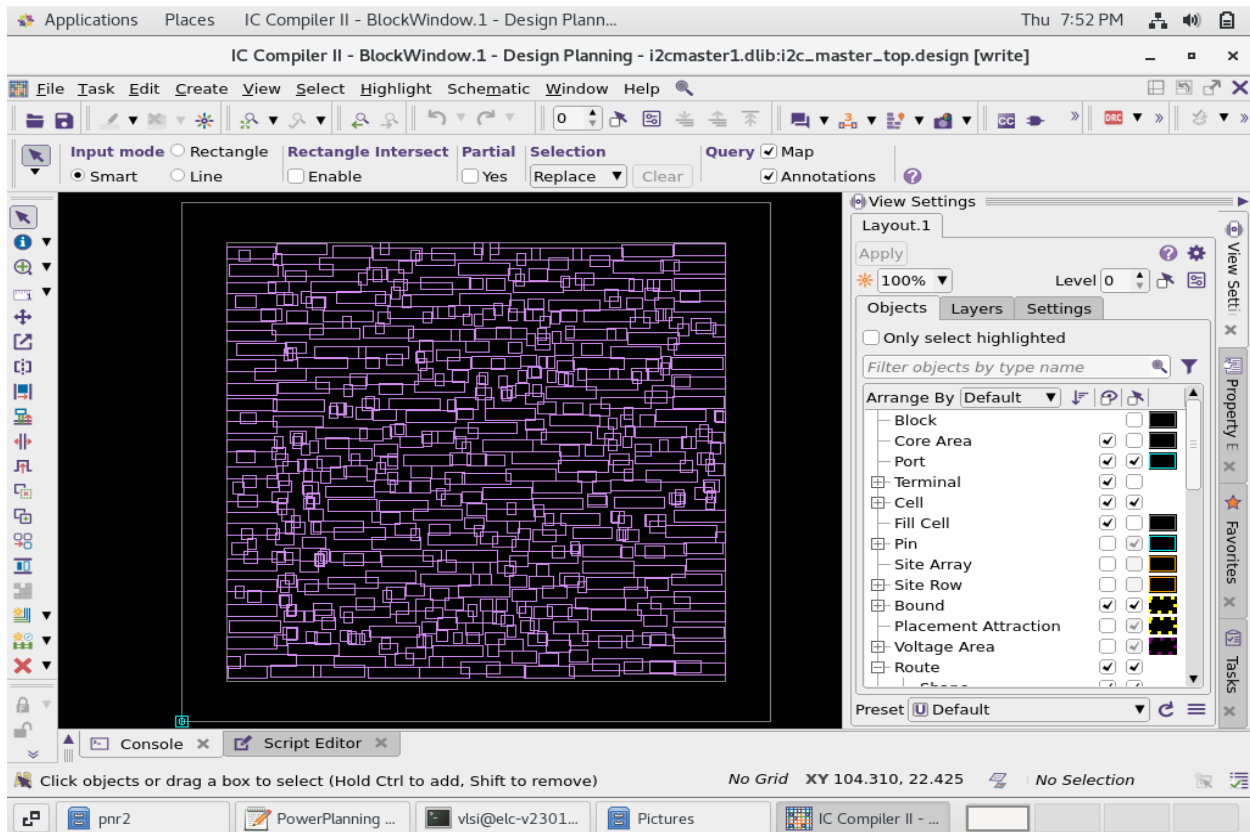 Applications Places IC Compiler II - BlockWindow.1 - Design Plann... Thu 7:52 PM
IC Compiler II - BlockWindow.1 - Design Planning - i2cmaster1.dlib:i2c_master_top.design [write]
File Task Edit Create View Select Highlight Schematic Window Help
0 CC DRC » »
Input mode Rectangle Rectangle Intersect Partial Selection Query Map
Smart Line Enable Yes Replace Clear Annotations
View Settings
Layout.1
Apply
100% Level 0
Objects Layers Settings
Only select highlighted
Filter objects by type name
Arrange By Default
Block
Core Area
Port
Terminal
Cell
Fill Cell
Pin
Site Array
Site Row
Bound
Placement Attraction
Voltage Area
Route
Preset U Default
View Setti
Property E
Favorites
Tasks
Console Script Editor
Click objects or drag a box to select (Hold Ctrl to add, Shift to remove) No Grid XY 104.310, 22.425 No Selection
pnr2 PowerPlanning ... vlsi@elc-v2301... Pictures IC Compiler II - ...